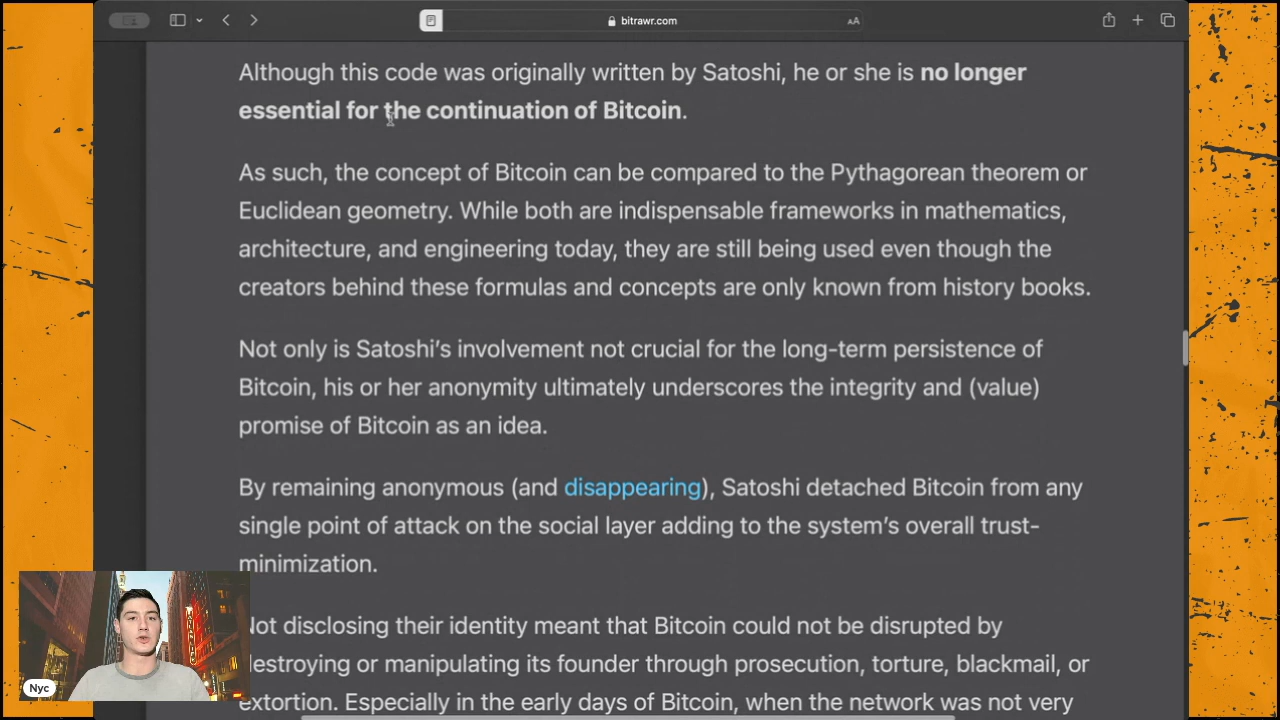 bitrawr.com
AA
Although this code was originally written by Satoshi, he or she is no longer
essential for the continuation of Bitcoin.
As such, the concept of Bitcoin can be compared to the Pythagorean theorem or
Euclidean geometry. While both are indispensable frameworks in mathematics,
architecture, and engineering today, they are still being used even though the
creators behind these formulas and concepts are only known from history books.
Not only is Satoshi’s involvement not crucial for the long-term persistence of
Bitcoin, his or her anonymity ultimately underscores the integrity and (value)
promise of Bitcoin as an idea.
By remaining anonymous (and disappearing), Satoshi detached Bitcoin from any
single point of attack on the social layer adding to the system’s overall trust-
minimization.
Not disclosing their identity meant that Bitcoin could not be disrupted by
destroying or manipulating its founder through prosecution, torture, blackmail, or
extortion. Especially in the early days of Bitcoin, when the network was not very
Nyc